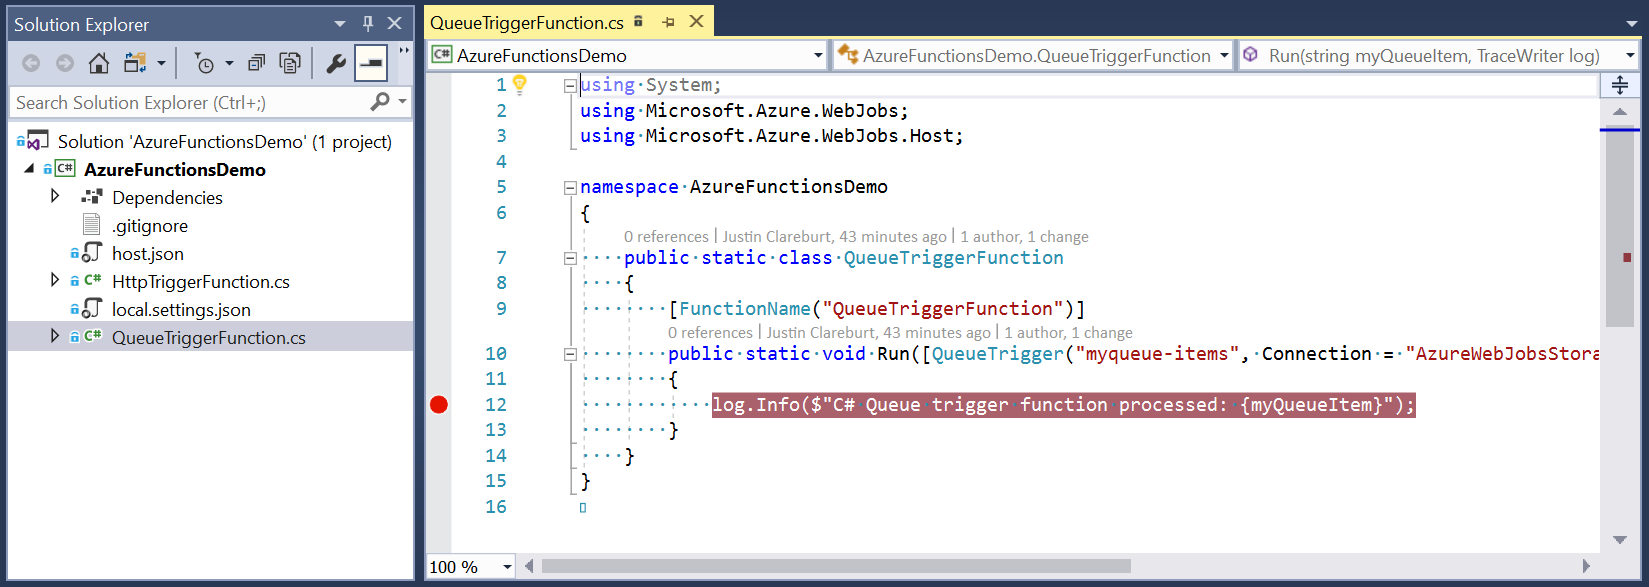 Solution Explorer
Search Solution Explorer (Ctrl+;)
Solution 'AzureFunctionsDemo' (1 project)
C# AzureFunctionsDemo
Dependencies
.gitignore
host.json
C# HttpTriggerFunction.cs
local.settings.json
C# QueueTriggerFunction.cs
QueueTriggerFunction.cs
C# AzureFunctionsDemo
AzureFunctionsDemo.QueueTriggerFunction
Run(string myQueueItem, TraceWriter log)
1 using System;
2 using Microsoft.Azure.WebJobs;
3 using Microsoft.Azure.WebJobs.Host;
4
5 namespace AzureFunctionsDemo
6 {
0 references | Justin Clareburt, 43 minutes ago | 1 author, 1 change
7 public static class QueueTriggerFunction
8 {
9 [FunctionName("QueueTriggerFunction")]
0 references | Justin Clareburt, 43 minutes ago | 1 author, 1 change
10 public static void Run([QueueTrigger("myqueue-items", Connection = "AzureWebJobsStora
11 {
12 log.Info($"C# Queue trigger function processed: {myQueueItem}");
13 }
14 }
15 }
16
100 %